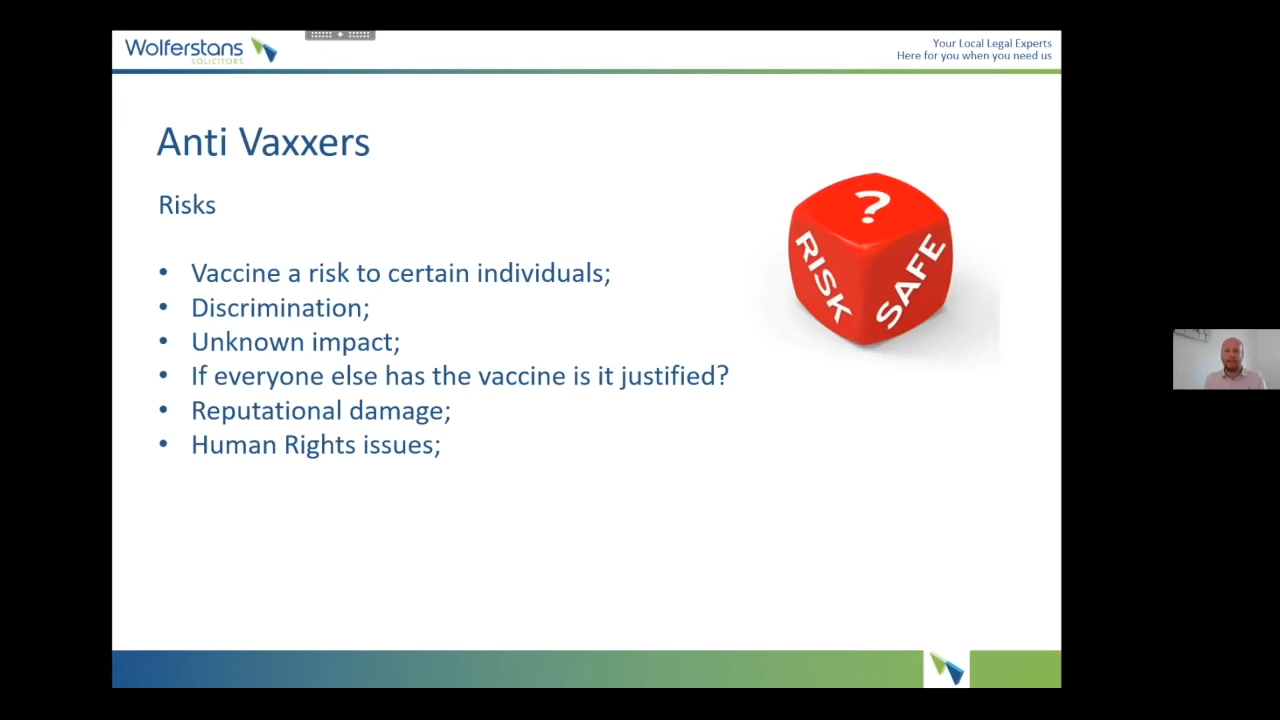 Wolferstans
SOLICITORS
Your Local Legal Experts
Here for you when you need us
Anti Vaxxers
Risks
• Vaccine a risk to certain individuals;
• Discrimination;
• Unknown impact;
• If everyone else has the vaccine is it justified?
• Reputational damage;
• Human Rights issues;
?
RISK
SAFE